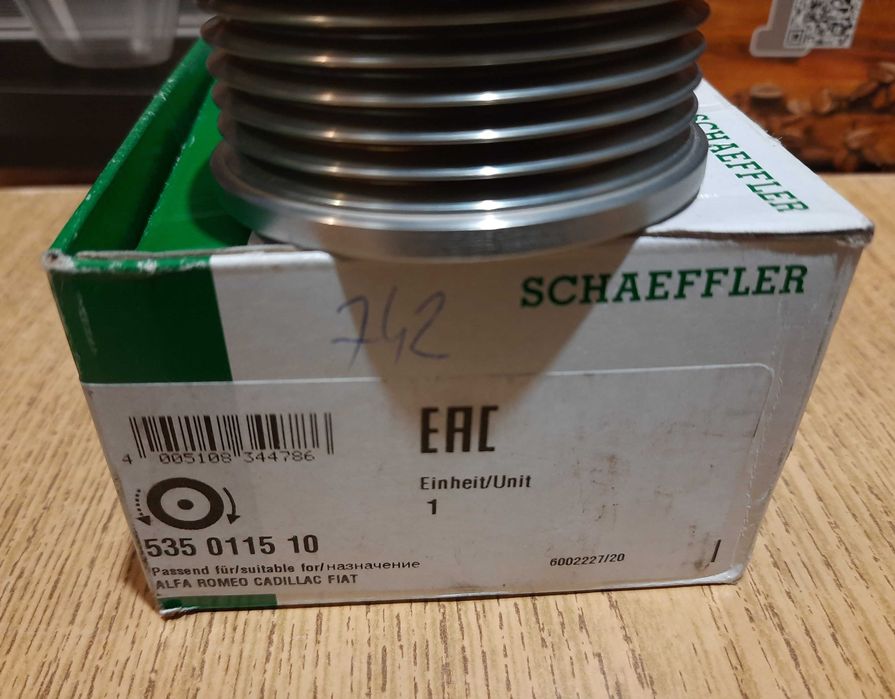 SCHAEFFLER
SCHAEFFLER
742
EAC
4 005108 344786
Einheit/Unit
1
535 0115 10
Passend für/suitable for/назначение
6002227/20
ALFA ROMEO CADILLAC FIAT